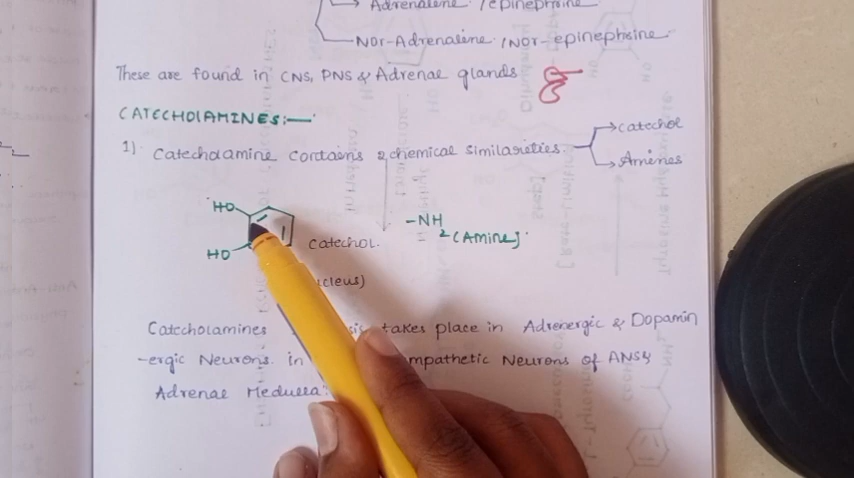 Adrenaline /epinephrine
Nor-Adrenaline /Nor-epinephrine
These are found in CNS, PNS & Adrenal glands
CATECHOLAMINES:—
1) Catecholamine contains 2 chemical similarities
catechol
Amines
HO
HO
catechol.
-NH2 (Amine)
Catecholamines takes place in Adrenergic & Dopamin
-ergic Neurons. in Neurons of ANS &
Adrenal Medulla.